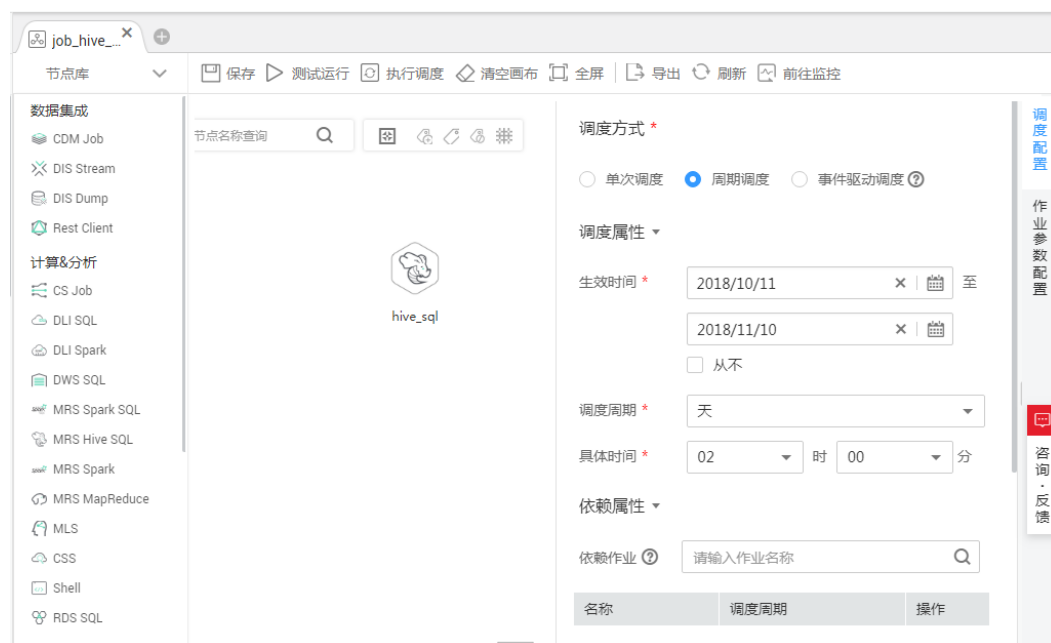 job_hive_...
节点库
保存 测试运行 执行调度 清空画布 全屏 导出 刷新 前往监控
数据集成
CDM Job
DIS Stream
DIS Dump
Rest Client
计算&分析
CS Job
DLI SQL
DLI Spark
DWS SQL
MRS Spark SQL
MRS Hive SQL
MRS Spark
MRS MapReduce
MLS
CSS
Shell
RDS SQL
节点名称查询
hive_sql
调度方式 *
单次调度 周期调度 事件驱动调度
调度属性
生效时间 * 2018/10/11 至
2018/11/10
从不
调度周期 * 天
具体时间 * 02 时 00 分
依赖属性
依赖作业 请输入作业名称
名称 调度周期 操作
调度配置
作业参数配置
咨询·反馈